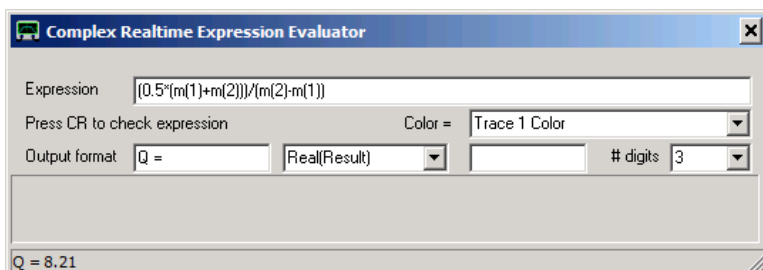 Complex Realtime Expression Evaluator
Expression (0.5*(m(1)+m(2)))/(m(2)-m(1))
Press CR to check expression Color = Trace 1 Color
Output format Q = Real(Result) # digits 3
Q = 8.21